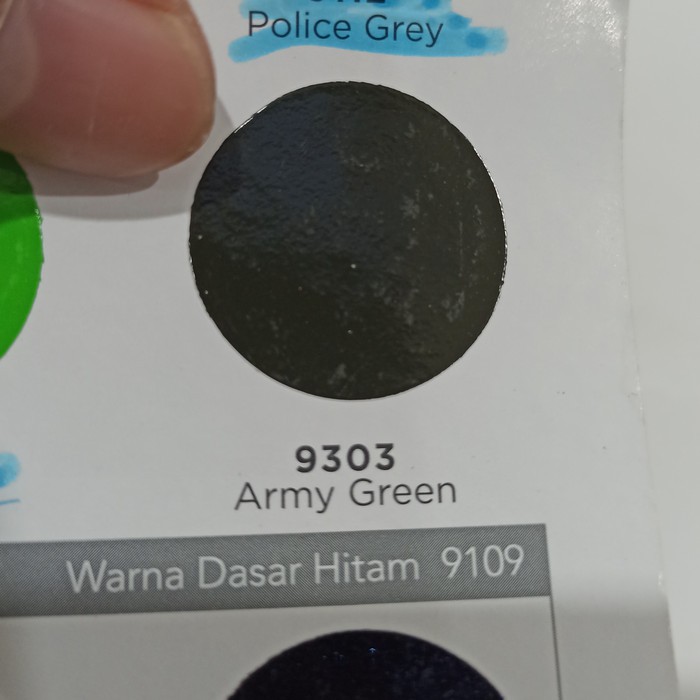 Police Grey
9303
Army Green
Warna Dasar Hitam 9109